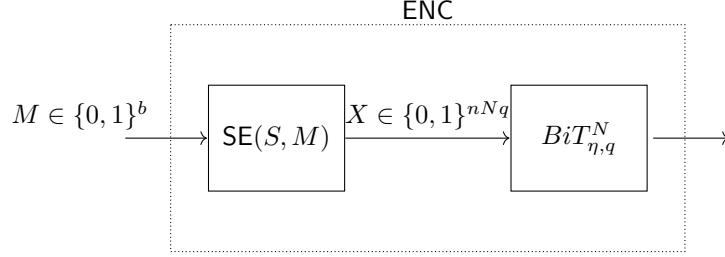 ENC
M ∈ {0, 1}^b
SE(S, M)
X ∈ {0, 1}^{nNq}
BiT^N_{η,q}